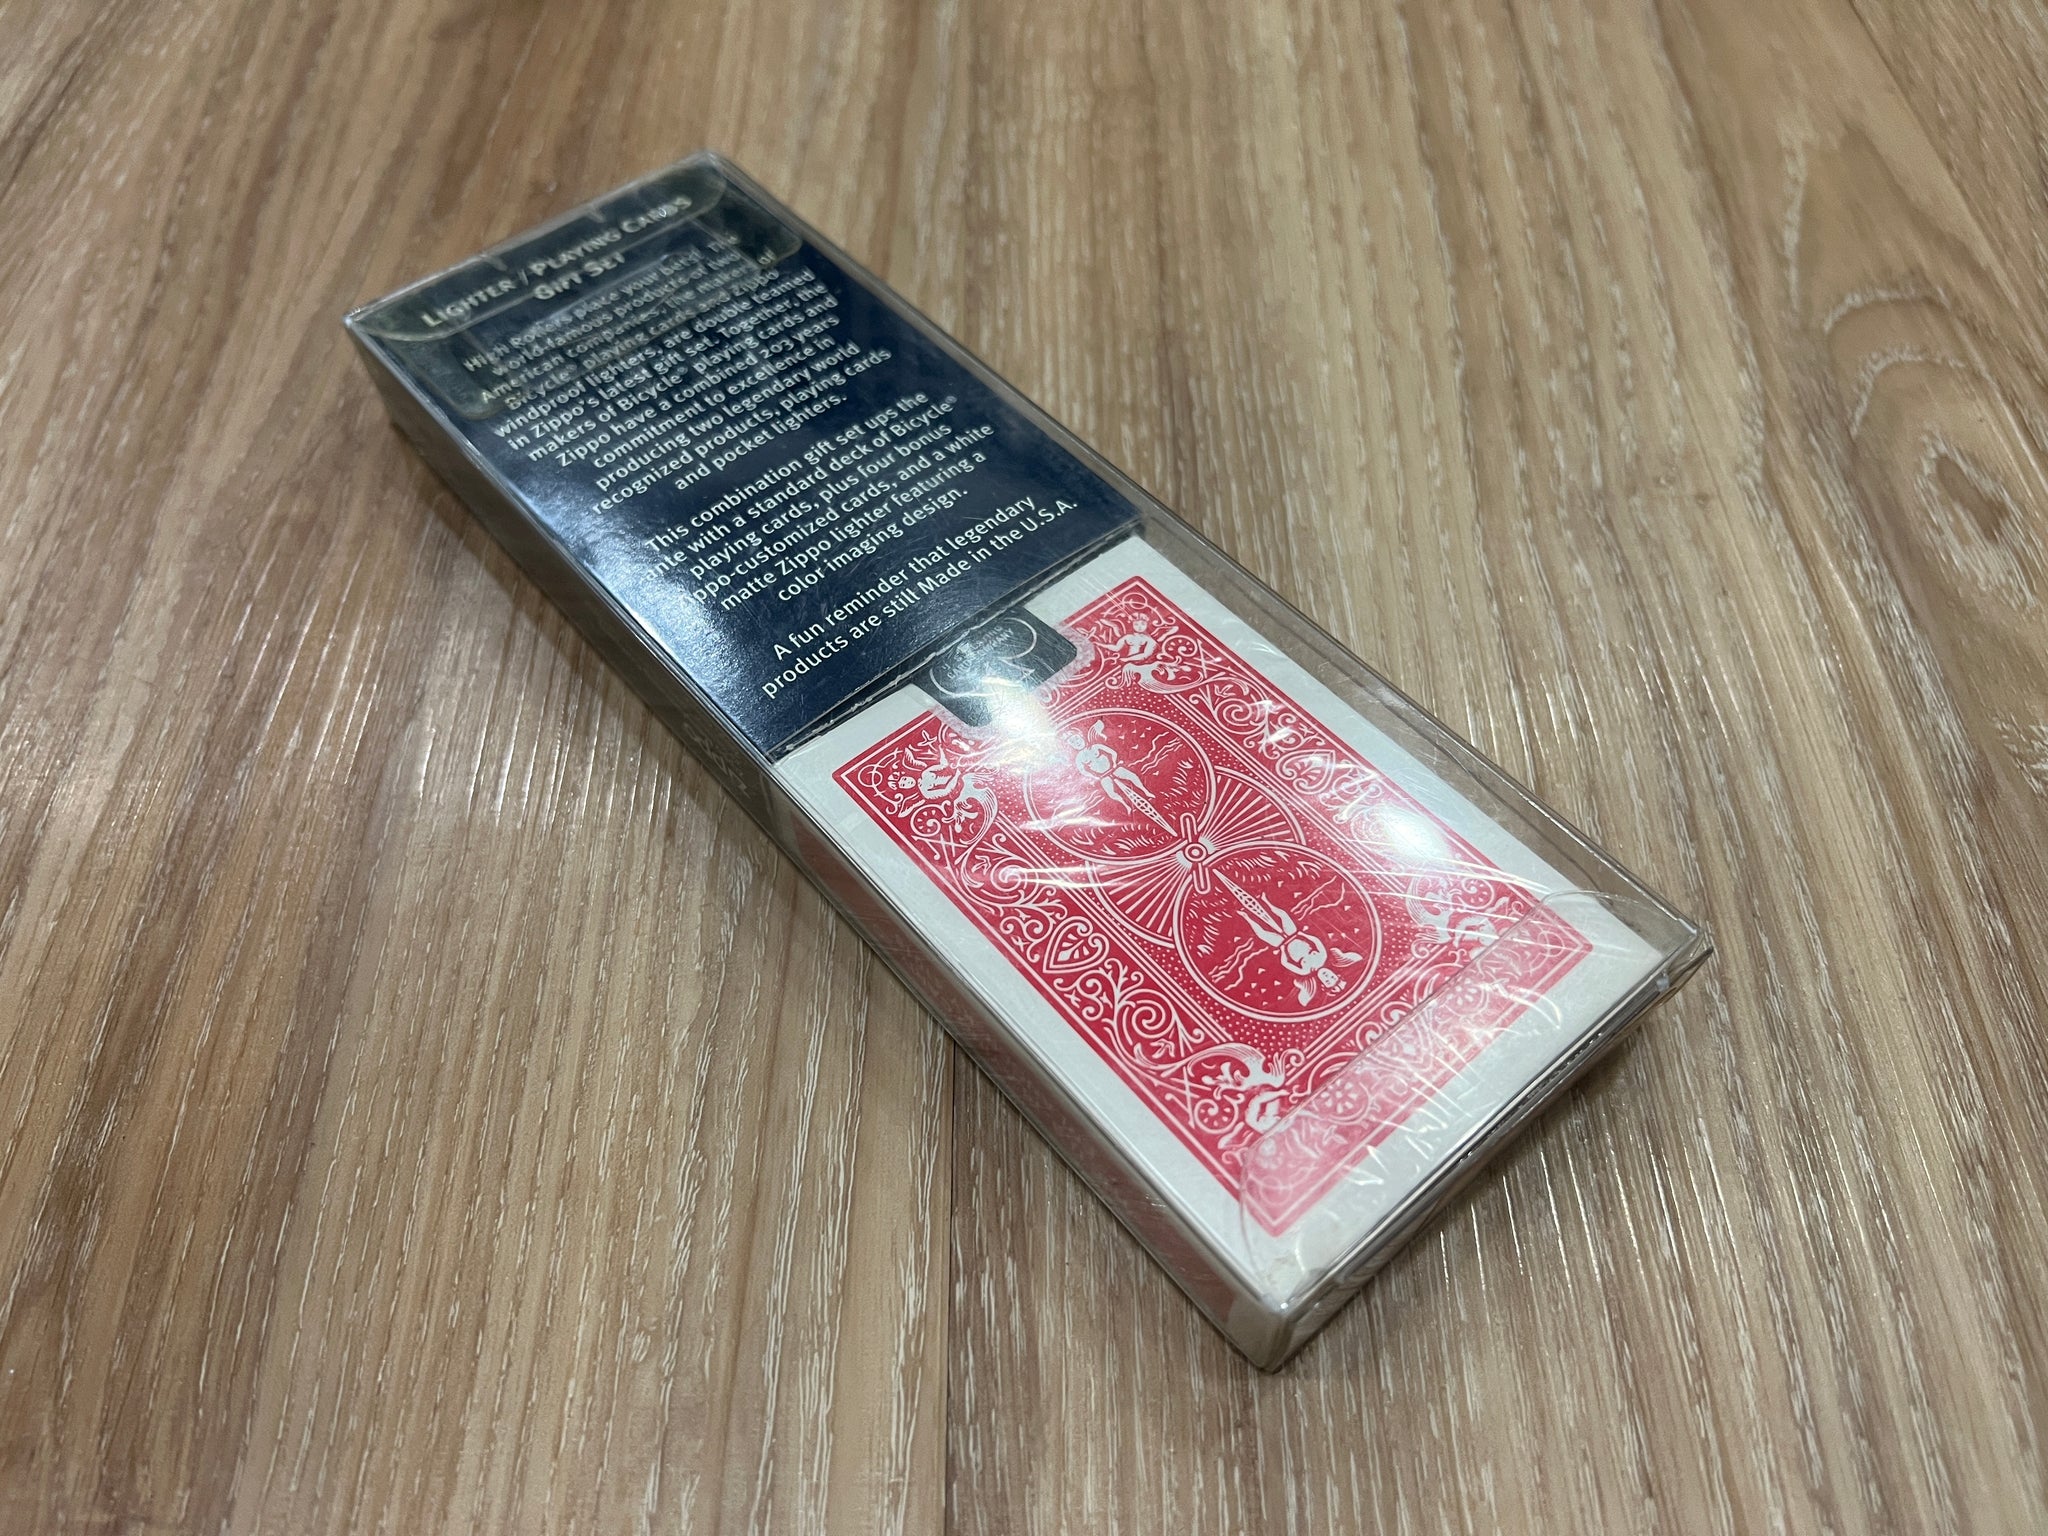 LIGHTER / PLAYING CARDS
GIFT SET
High Rollers place your bets! The
world-famous products of two
American companies, the makers of
Bicycle® playing cards and Zippo
windproof lighters, are double teamed
in Zippo's latest gift set. Together, the
makers of Bicycle® playing cards and
Zippo have a combined 203 years
commitment to excellence in
producing two legendary world
recognized products, playing cards
and pocket lighters.
This combination gift set ups the
ante with a standard deck of Bicycle®
playing cards, plus four bonus
Zippo-customized cards, and a white
matte Zippo lighter featuring a
color imaging design.
A fun reminder that legendary
products are still Made in the U.S.A.